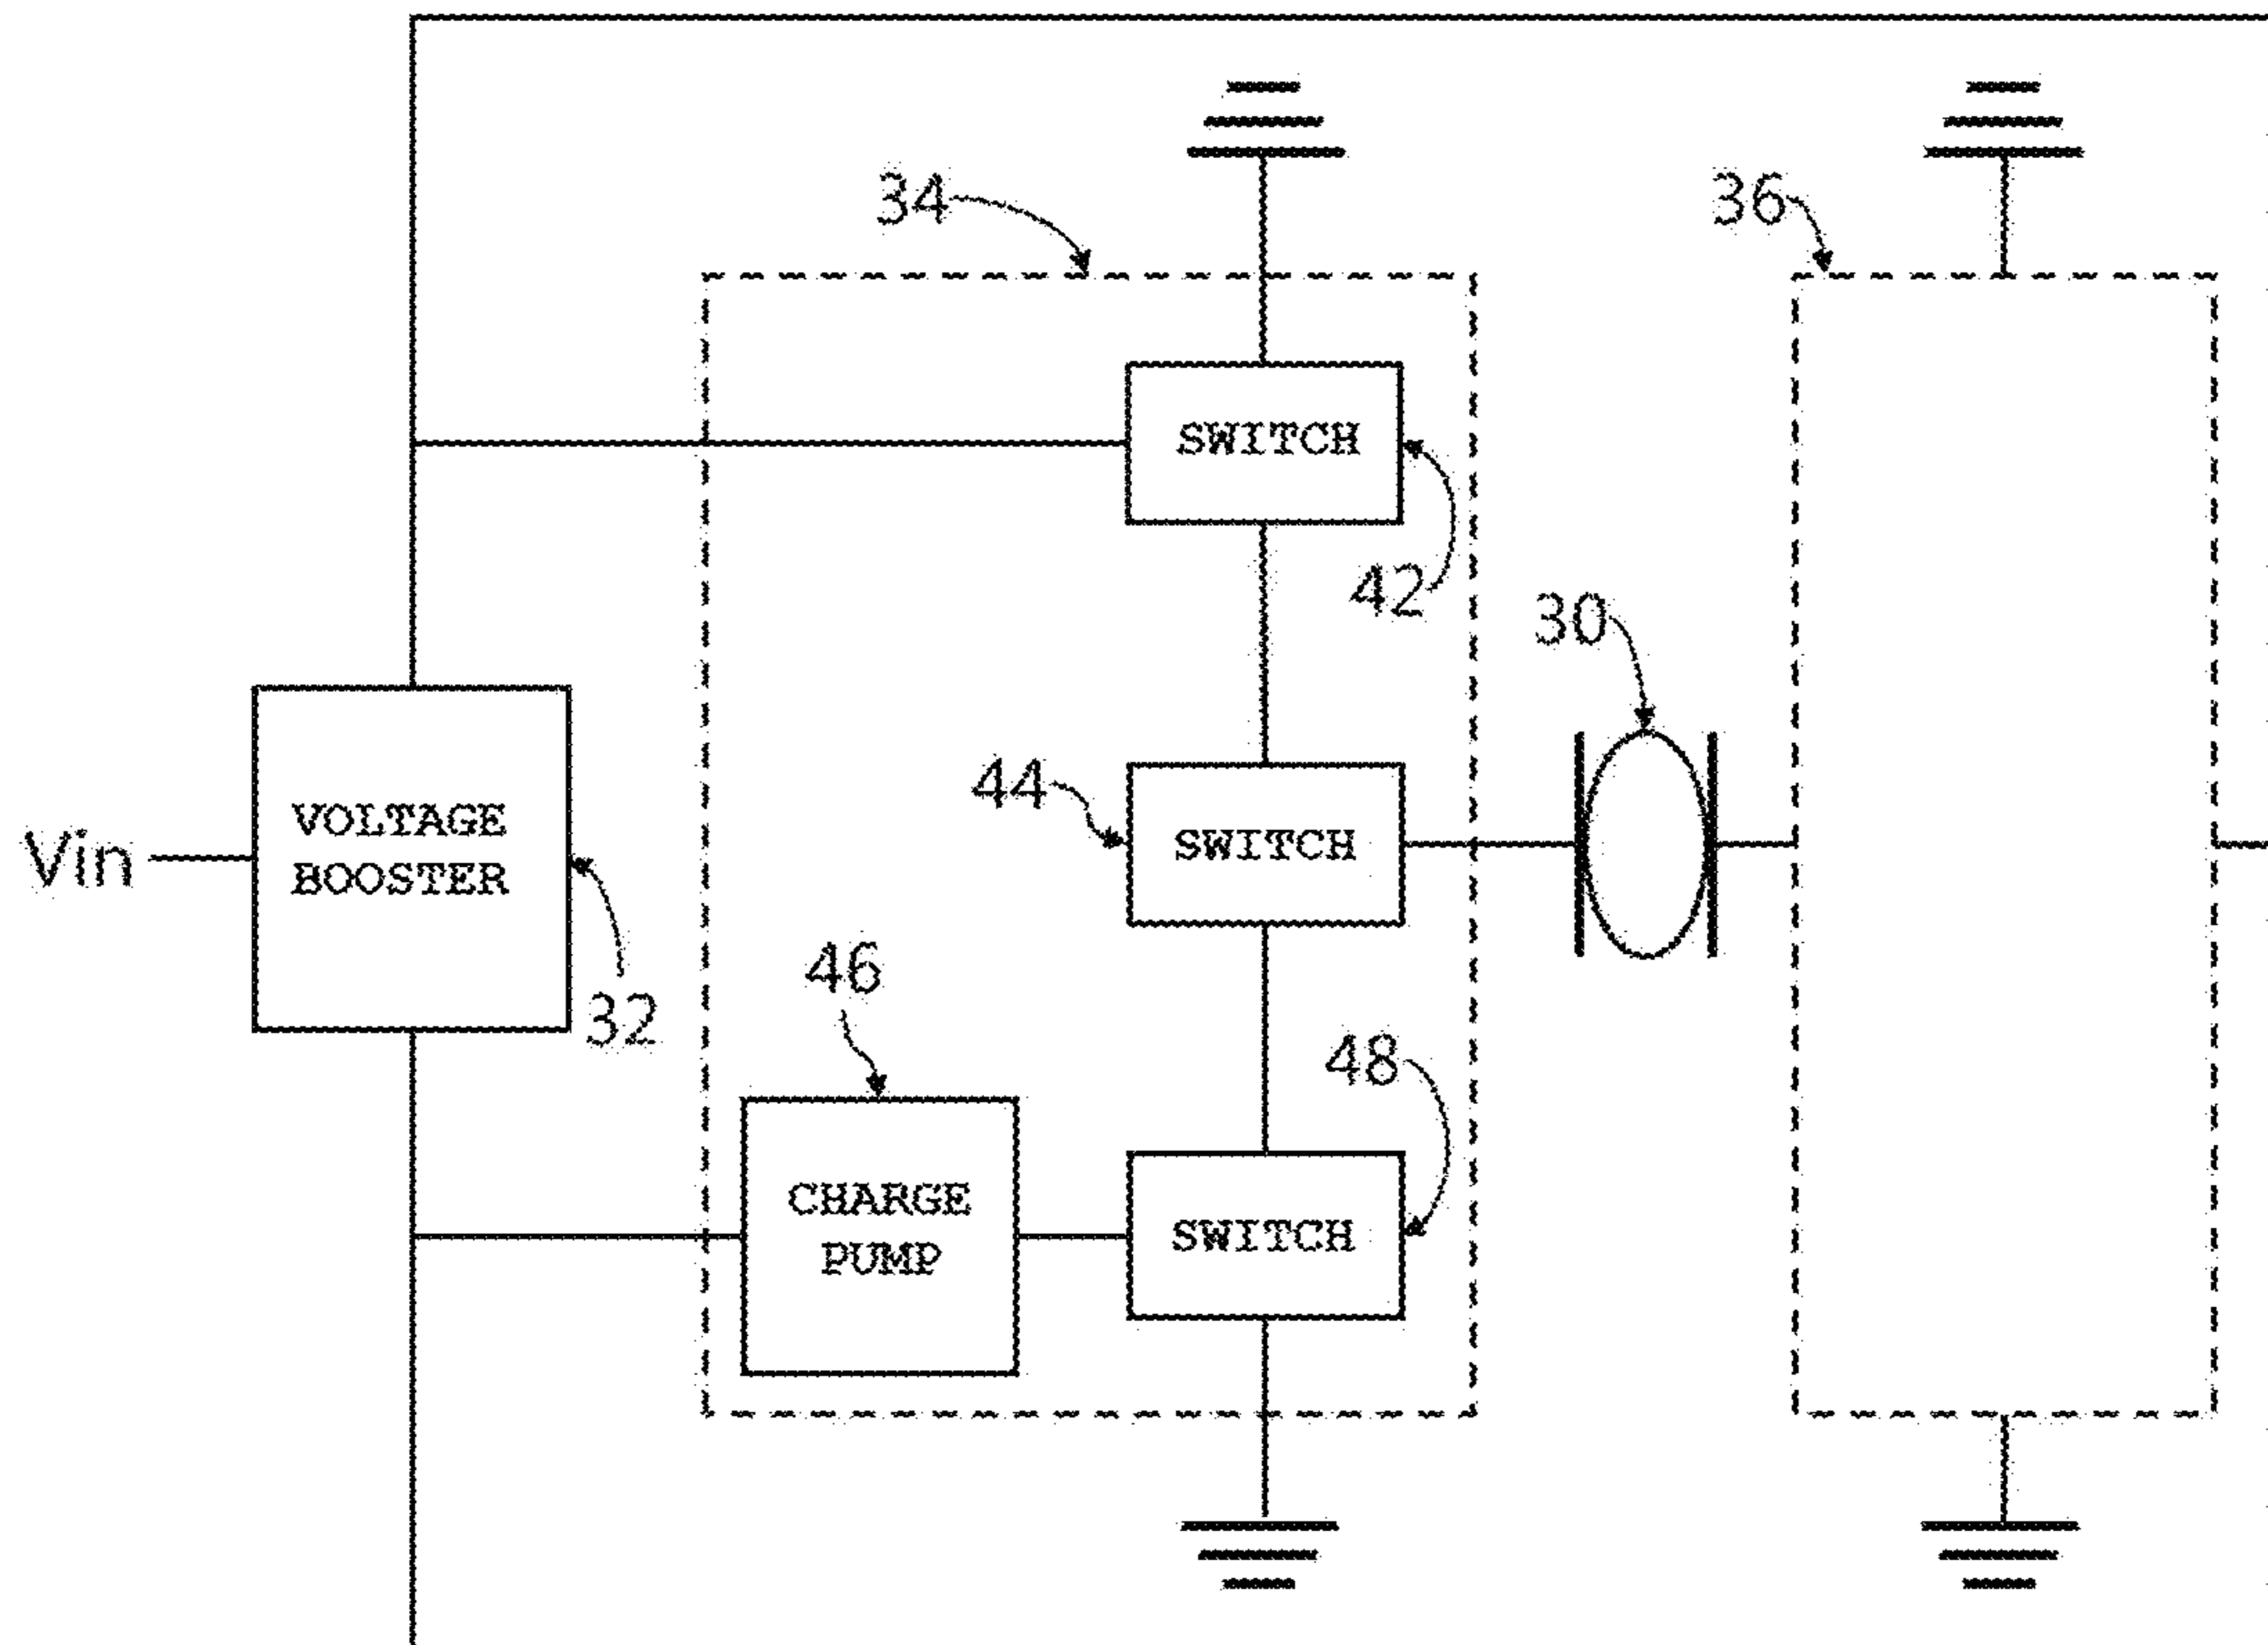 34
36
SWITCH
42
30
44
SWITCH
VOLTAGE
BOOSTER
Vin
46
32
48
CHARGE
PUMP
SWITCH